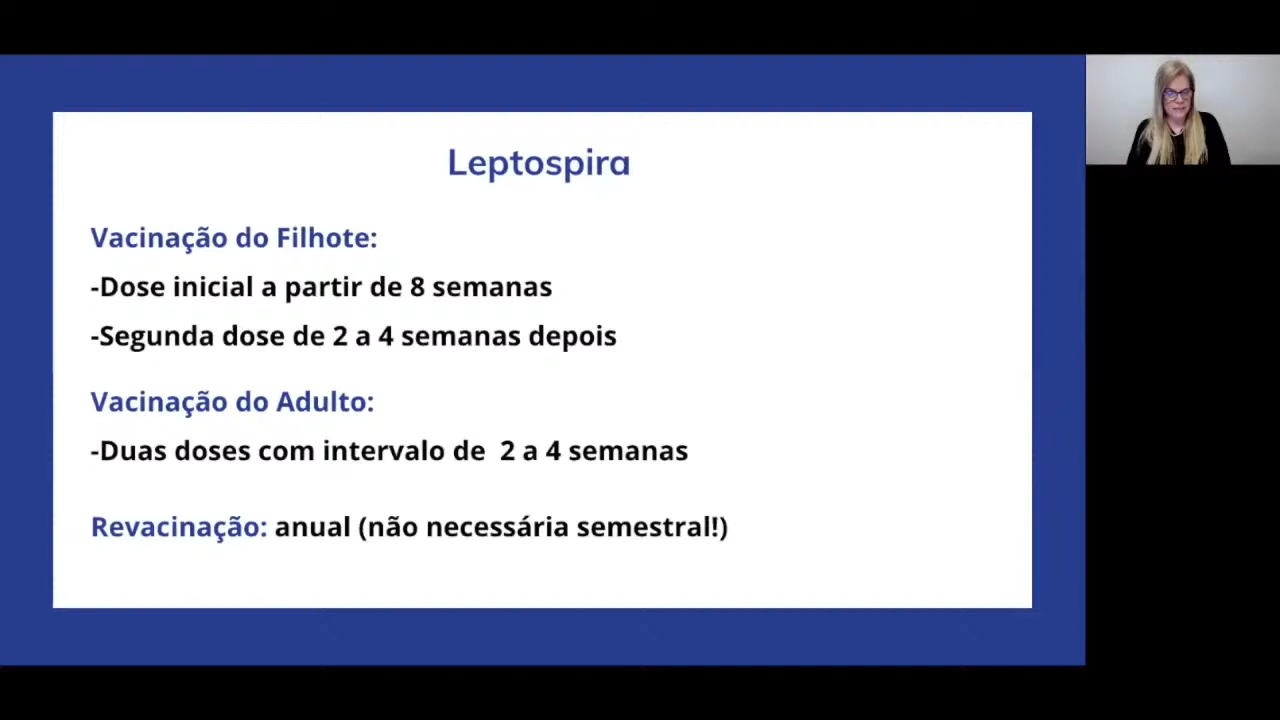 Leptospira
Vacinação do Filhote:
-Dose inicial a partir de 8 semanas
-Segunda dose de 2 a 4 semanas depois
Vacinação do Adulto:
-Duas doses com intervalo de 2 a 4 semanas
Revacinação: anual (não necessária semestral!)